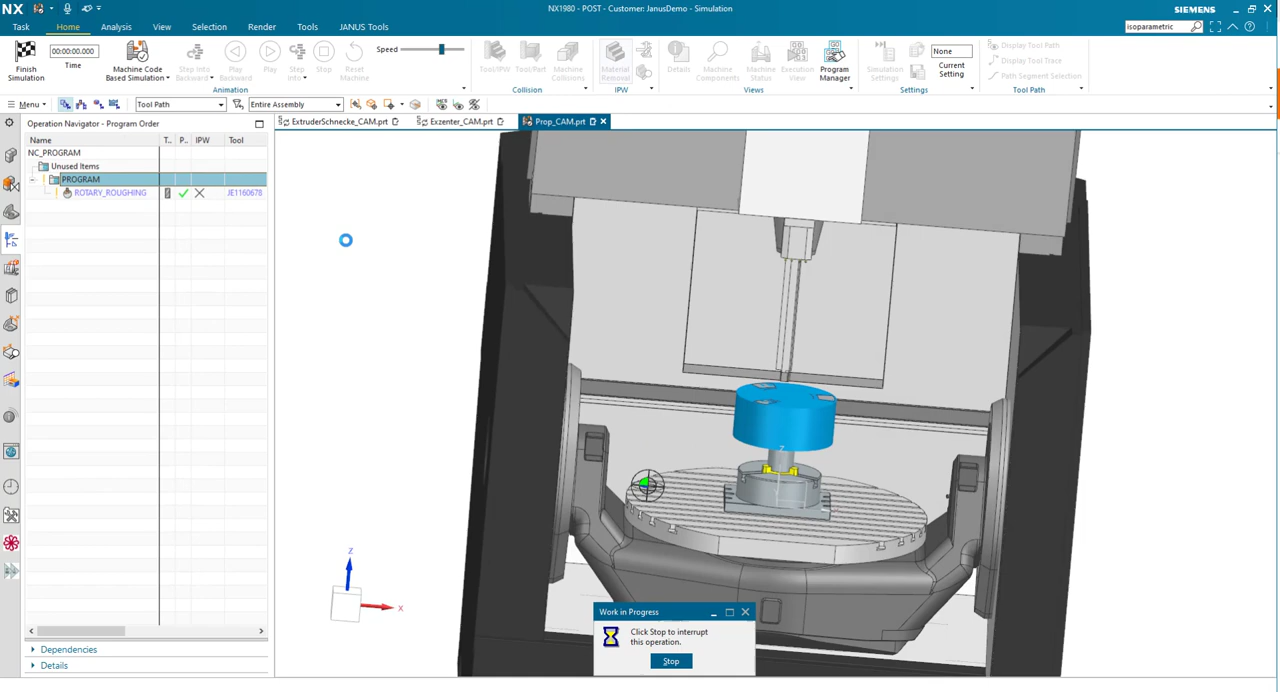 NX
NX1980 - POST - Customer: JanusDemo - Simulation
SIEMENS
Task
Home
Analysis
View
Selection
Render
Tools
JANUS Tools
isoparametric
Finish
Simulation
00:00:00.000
Time
Machine Code
Based Simulation
Step Into
Backward
Play
Backward
Play
Step
Into
Stop
Reset
Machine
Speed
Tool/IPW
Tool/Part
Machine
Collisions
Material
Removal
Details
Machine
Components
Machine
Status
Execution
View
Program
Manager
Simulation
Settings
None
Current
Setting
Display Tool Path
Display Tool Trace
Path Segment Selection
Animation
Collision
IPW
Views
Settings
Tool Path
Menu
Tool Path
Entire Assembly
Operation Navigator - Program Order
ExtruderSchnecke_CAM.prt
Exzenter_CAM.prt
Prop_CAM.prt
Name
T..
P..
IPW
Tool
NC_PROGRAM
Unused Items
PROGRAM
ROTARY_ROUGHING
JE1160678
Z
Z
X
Work in Progress
Click Stop to interrupt
this operation.
Stop
Dependencies
Details